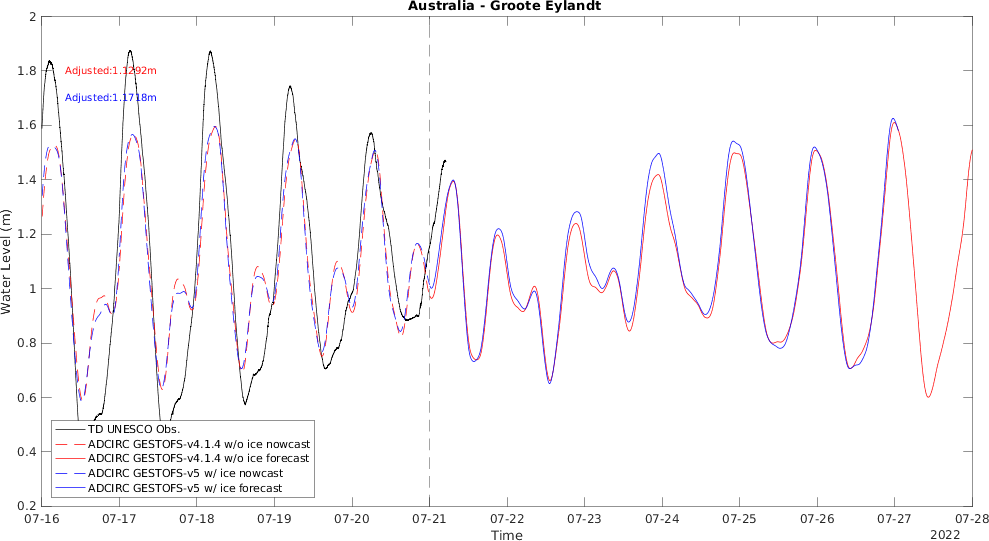 Australia - Groote Eylandt
Water Level (m)
2
1.8
1.6
1.4
1.2
1
0.8
0.6
0.4
0.2
Adjusted:1.1292m
Adjusted:1.1718m
TD UNESCO Obs.
ADCIRC GESTOFS-v4.1.4 w/o ice nowcast
ADCIRC GESTOFS-v4.1.4 w/o ice forecast
ADCIRC GESTOFS-v5 w/ ice nowcast
ADCIRC GESTOFS-v5 w/ ice forecast
07-16 07-17 07-18 07-19 07-20 07-21 07-22 07-23 07-24 07-25 07-26 07-27 07-28
Time
2022